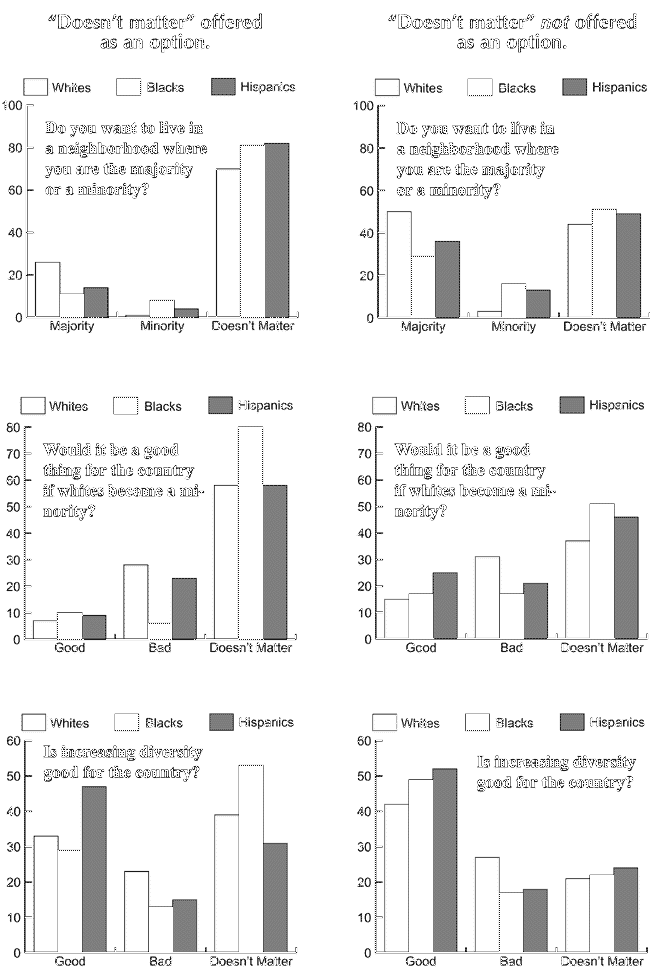 “Doesn’t matter” offered
as an option.
“Doesn’t matter” not offered
as an option.
Whites Blacks Hispanics
100
80
60
40
20
0
Do you want to live in
a neighborhood where
you are the majority
or a minority?
Majority Minority Doesn’t Matter
Whites Blacks Hispanics
100
80
60
40
20
0
Do you want to live in
a neighborhood where
you are the majority
or a minority?
Majority Minority Doesn’t Matter
Whites Blacks Hispanics
80
70
60
50
40
30
20
10
0
Would it be a good
thing for the country
if whites become a mi-
nority?
Good Bad Doesn’t Matter
Whites Blacks Hispanics
80
70
60
50
40
30
20
10
0
Would it be a good
thing for the country
if whites become a mi-
nority?
Good Bad Doesn’t Matter
Whites Blacks Hispanics
60
50
40
30
20
10
0
Is increasing diversity
good for the country?
Good Bad Doesn’t Matter
Whites Blacks Hispanics
60
50
40
30
20
10
0
Is increasing diversity
good for the country?
Good Bad Doesn’t Matter